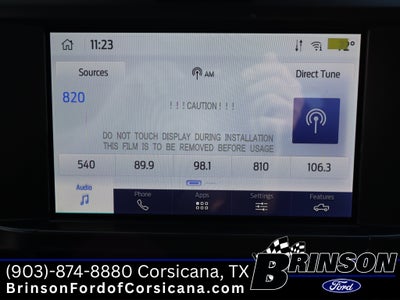 11:23
72°
Sources
AM
Direct Tune
820
!!!CAUTION!!!
DO NOT TOUCH DISPLAY DURING INSTALLATION
THIS FILM IS TO BE REMOVED BEFORE USAGE
540
89.9
98.1
810
106.3
Audio
Phone
Apps
Settings
Features
(903)-874-8880 Corsicana, TX
BrinsonFordofCorsicana.com
BRINSON
Ford